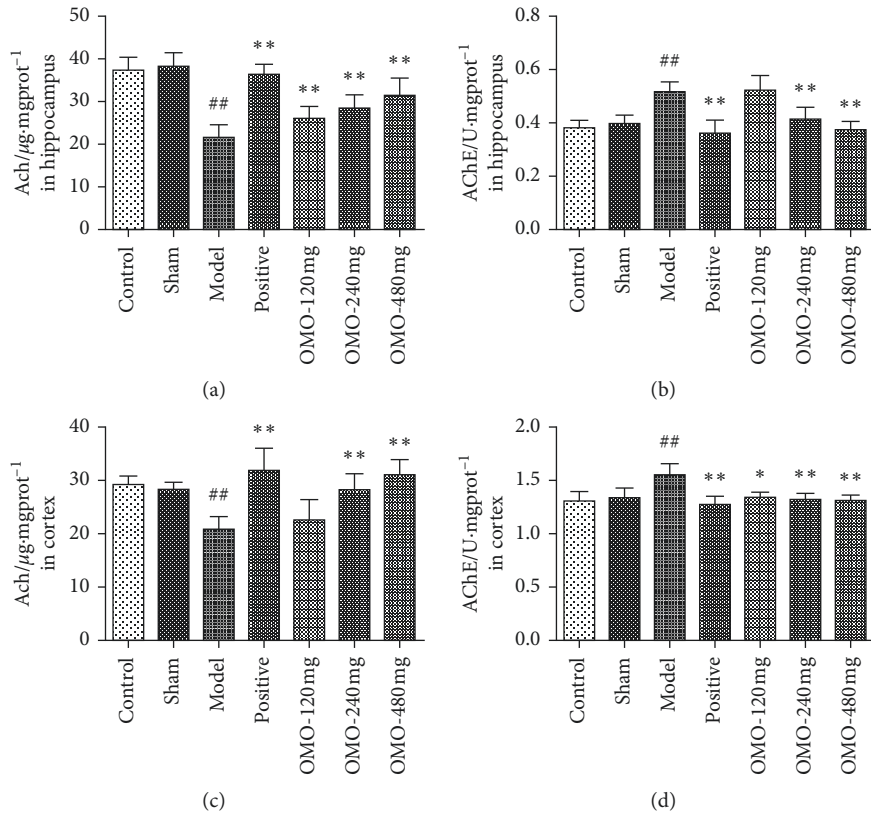 Ach/μg·mgprot⁻¹
in hippocampus
50
40
30
20
10
0
##
**
**
**
**
Control
Sham
Model
Positive
OMO-120 mg
OMO-240 mg
OMO-480 mg
(a)
AChE/U·mgprot⁻¹
in hippocampus
0.8
0.6
0.4
0.2
0.0
##
**
**
**
Control
Sham
Model
Positive
OMO-120 mg
OMO-240 mg
OMO-480 mg
(b)
Ach/μg·mgprot⁻¹
in cortex
40
30
20
10
0
##
**
**
**
Control
Sham
Model
Positive
OMO-120 mg
OMO-240 mg
OMO-480 mg
(c)
AChE/U·mgprot⁻¹
in cortex
2.0
1.5
1.0
0.5
0.0
##
**
*
**
**
Control
Sham
Model
Positive
OMO-120 mg
OMO-240 mg
OMO-480 mg
(d)